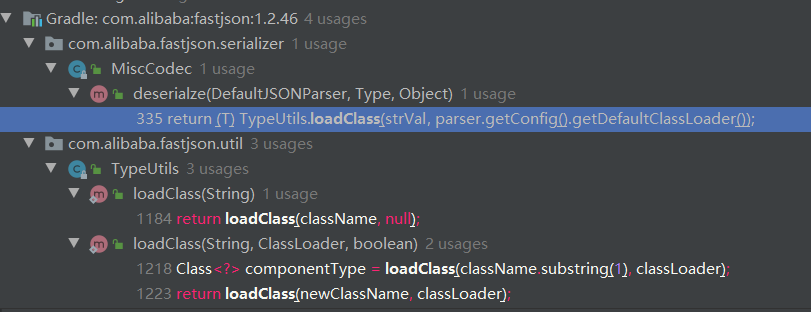 Gradle: com.alibaba:fastjson:1.2.46 4 usages
com.alibaba.fastjson.serializer 1 usage
MiscCodec 1 usage
deserialze(DefaultJSONParser, Type, Object) 1 usage
335 return (T) TypeUtils.loadClass(strVal, parser.getConfig().getDefaultClassLoader());
com.alibaba.fastjson.util 3 usages
TypeUtils 3 usages
loadClass(String) 1 usage
1184 return loadClass(className, null);
loadClass(String, ClassLoader, boolean) 2 usages
1218 Class<?> componentType = loadClass(className.substring(1), classLoader);
1223 return loadClass(newClassName, classLoader);